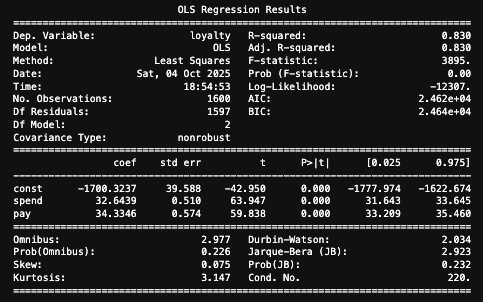 OLS Regression Results
==============================================================================
Dep. Variable:                loyalty   R-squared:                       0.830
Model:                            OLS   Adj. R-squared:                  0.830
Method:                 Least Squares   F-statistic:                     3895.
Date:                Sat, 04 Oct 2025   Prob (F-statistic):               0.00
Time:                        18:54:53   Log-Likelihood:                -12307.
No. Observations:                1600   AIC:                         2.462e+04
Df Residuals:                    1597   BIC:                         2.464e+04
Df Model:                           2
Covariance Type:            nonrobust
==============================================================================
                 coef    std err          t      P>|t|      [0.025      0.975]
------------------------------------------------------------------------------
const      -1700.3237     39.588    -42.950      0.000   -1777.974   -1622.674
spend         32.6439      0.510     63.947      0.000      31.643      33.645
pay           34.3346      0.574     59.838      0.000      33.209      35.460
==============================================================================
Omnibus:                        2.977   Durbin-Watson:                   2.034
Prob(Omnibus):                  0.226   Jarque-Bera (JB):                2.923
Skew:                           0.075   Prob(JB):                        0.232
Kurtosis:                       3.147   Cond. No.                         220.
==============================================================================